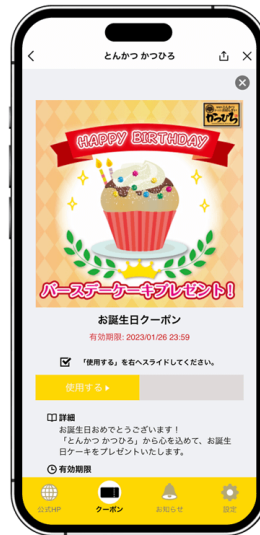 とんかつ かつひろ
かつひろ
HAPPY BIRTHDAY
バースデーケーキプレゼント!
お誕生日クーポン
有効期限: 2023/01/26 23:59
「使用する」を右へスライドしてください。
使用する
詳細
お誕生日おめでとうございます!
「とんかつ かつひろ」から心を込めて、お誕生
日ケーキをプレゼントいたします。
有効期限
公式HP クーポン お知らせ 設定